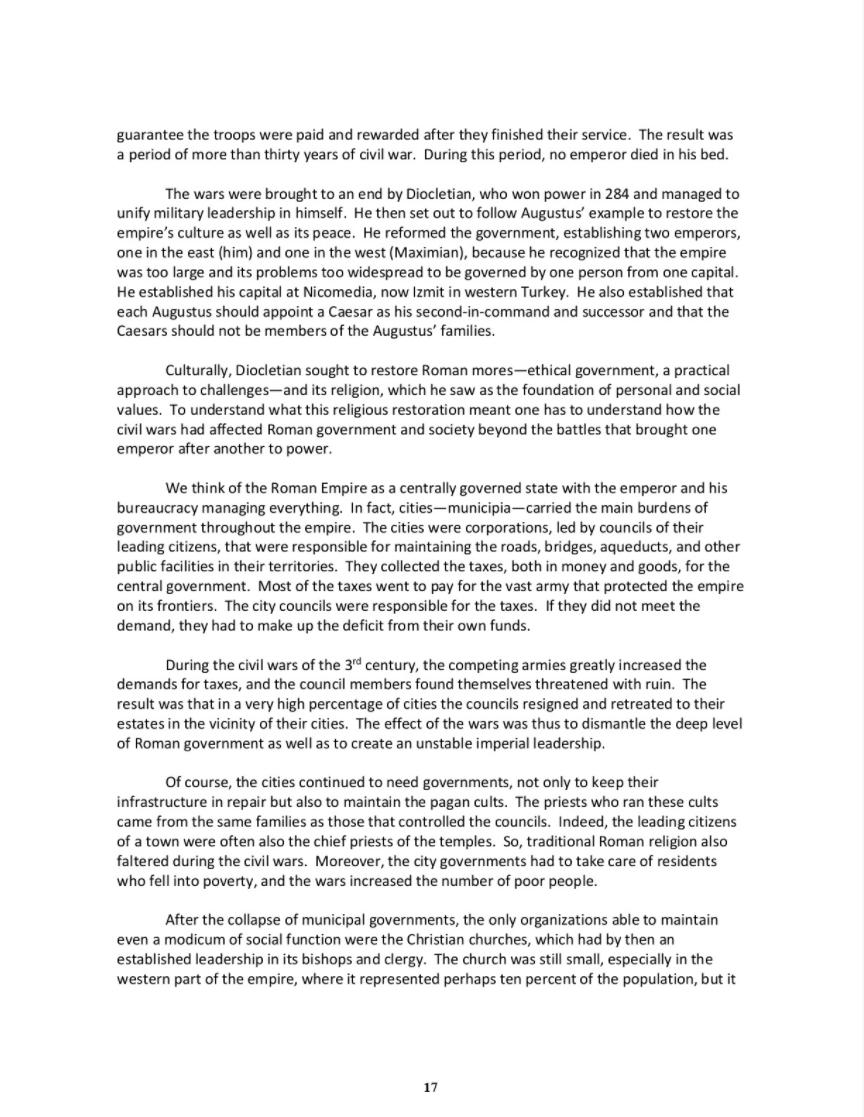 guarantee the troops were paid and rewarded after they finished their service.  The result was
a period of more than thirty years of civil war.  During this period, no emperor died in his bed.
The wars were brought to an end by Diocletian, who won power in 284 and managed to
unify military leadership in himself.  He then set out to follow Augustus’ example to restore the
empire’s culture as well as its peace.  He reformed the government, establishing two emperors,
one in the east (him) and one in the west (Maximian), because he recognized that the empire
was too large and its problems too widespread to be governed by one person from one capital.
He established his capital at Nicomedia, now Izmit in western Turkey.  He also established that
each Augustus should appoint a Caesar as his second-in-command and successor and that the
Caesars should not be members of the Augustus’ families.
Culturally, Diocletian sought to restore Roman mores—ethical government, a practical
approach to challenges—and its religion, which he saw as the foundation of personal and social
values.  To understand what this religious restoration meant one has to understand how the
civil wars had affected Roman government and society beyond the battles that brought one
emperor after another to power.
We think of the Roman Empire as a centrally governed state with the emperor and his
bureaucracy managing everything.  In fact, cities—municipia—carried the main burdens of
government throughout the empire.  The cities were corporations, led by councils of their
leading citizens, that were responsible for maintaining the roads, bridges, aqueducts, and other
public facilities in their territories.  They collected the taxes, both in money and goods, for the
central government.  Most of the taxes went to pay for the vast army that protected the empire
on its frontiers.  The city councils were responsible for the taxes.  If they did not meet the
demand, they had to make up the deficit from their own funds.
During the civil wars of the 3rd century, the competing armies greatly increased the
demands for taxes, and the council members found themselves threatened with ruin.  The
result was that in a very high percentage of cities the councils resigned and retreated to their
estates in the vicinity of their cities.  The effect of the wars was thus to dismantle the deep level
of Roman government as well as to create an unstable imperial leadership.
Of course, the cities continued to need governments, not only to keep their
infrastructure in repair but also to maintain the pagan cults.  The priests who ran these cults
came from the same families as those that controlled the councils.  Indeed, the leading citizens
of a town were often also the chief priests of the temples.  So, traditional Roman religion also
faltered during the civil wars.  Moreover, the city governments had to take care of residents
who fell into poverty, and the wars increased the number of poor people.
After the collapse of municipal governments, the only organizations able to maintain
even a modicum of social function were the Christian churches, which had by then an
established leadership in its bishops and clergy.  The church was still small, especially in the
western part of the empire, where it represented perhaps ten percent of the population, but it
17